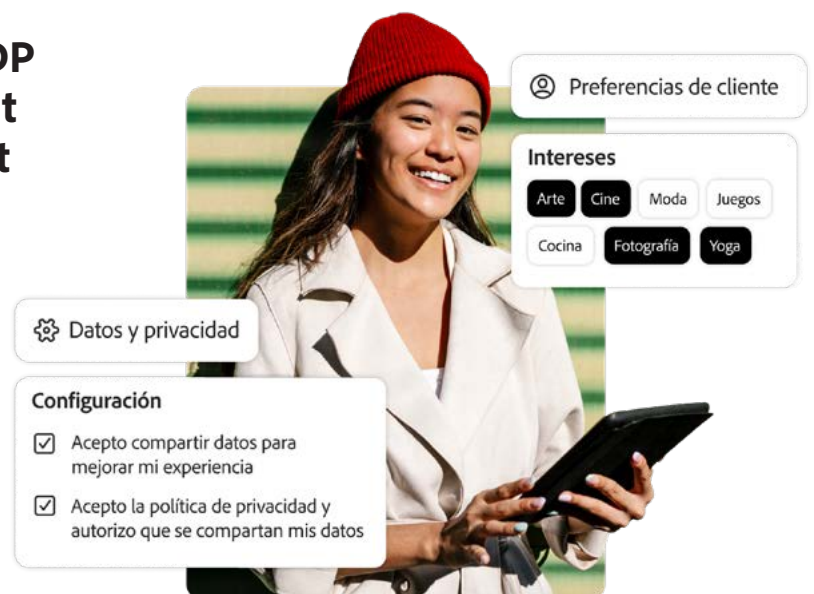 Preferencias de cliente
Intereses
Arte Cine Moda Juegos
Cocina Fotografía Yoga
Datos y privacidad
Configuración
Acepto compartir datos para
mejorar mi experiencia
Acepto la política de privacidad y
autorizo que se compartan mis datos